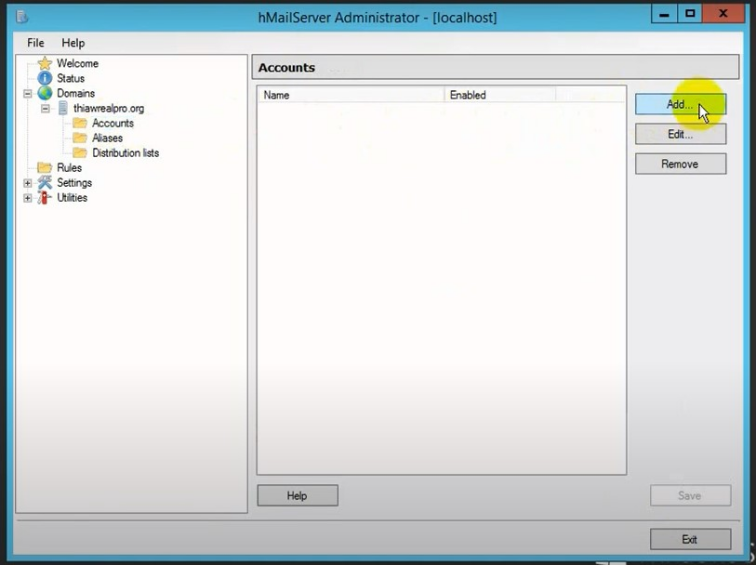 hMailServer Administrator - [localhost]
File Help
Welcome
Status
Domains
thiawrealpro.org
Accounts
Aliases
Distribution lists
Rules
Settings
Utilities
Accounts
Name Enabled
Add...
Edit...
Remove
Help
Save
Exit